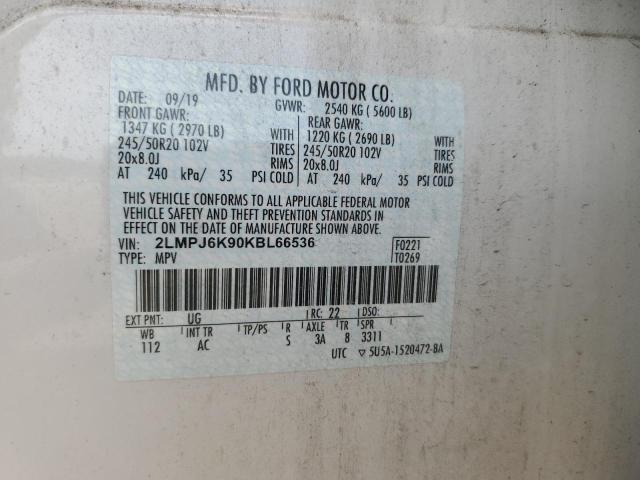 MFD. BY FORD MOTOR CO.
DATE: 09/19 GVWR: 2540 KG ( 5600 LB)
FRONT GAWR: REAR GAWR:
1347 KG ( 2970 LB) WITH 1220 KG ( 2690 LB) WITH
245/50R20 102V TIRES 245/50R20 102V TIRES
20x8.0J RIMS 20x8.0J RIMS
AT 240 kPa/ 35 PSI COLD AT 240 kPa/ 35 PSI COLD
THIS VEHICLE CONFORMS TO ALL APPLICABLE FEDERAL MOTOR
VEHICLE SAFETY AND THEFT PREVENTION STANDARDS IN
EFFECT ON THE DATE OF MANUFACTURE SHOWN ABOVE.
VIN: 2LMPJ6K90KBL66536 F0221
TYPE: MPV T0269
EXT PNT: UG RC: 22 DSO:
WB INT TR TP/PS R AXLE TR SPR
112 AC S 3A 8 3311
UTC ▽ 5U5A-1520472-BA